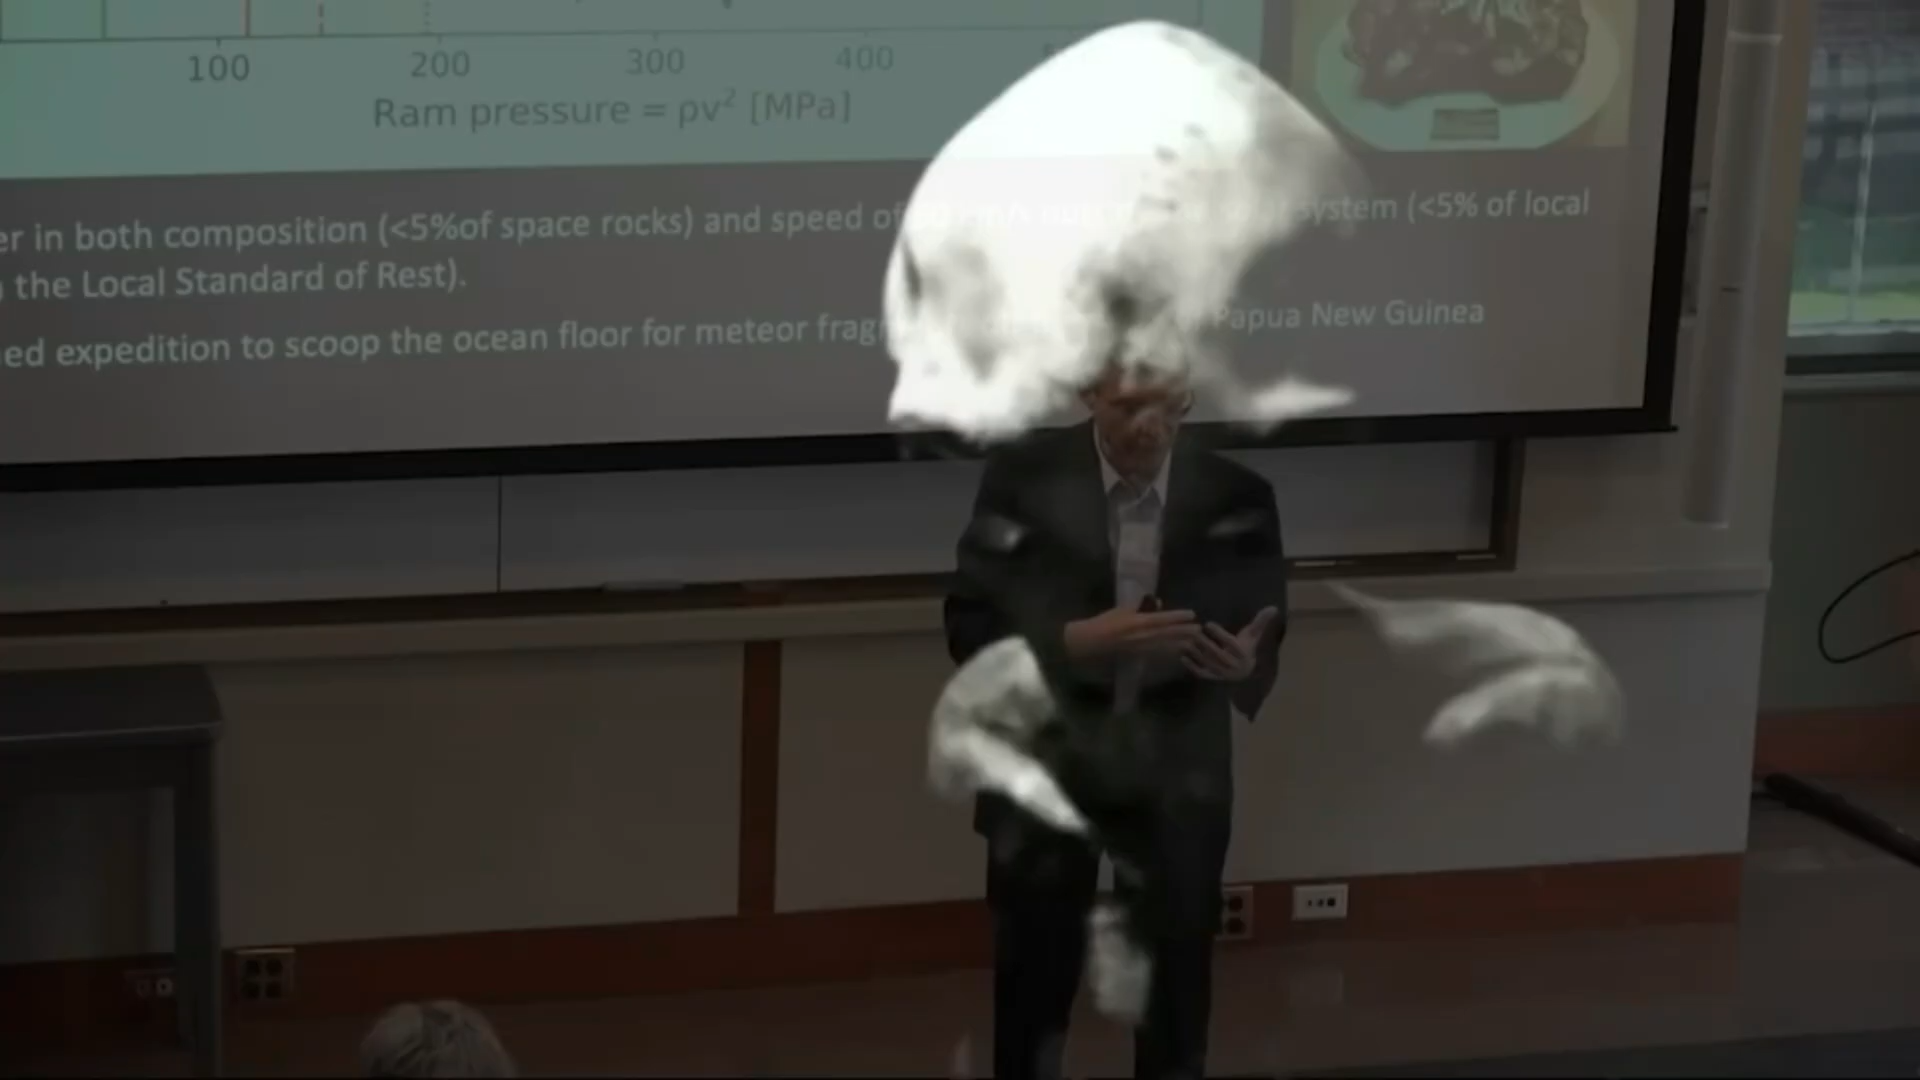 100 200 300 400
Ram pressure = ρv² [MPa]
er in both composition (<5%of space rocks) and speed of system (<5% of local
the Local Standard of Rest).
ed expedition to scoop the ocean floor for meteor Papua New Guinea